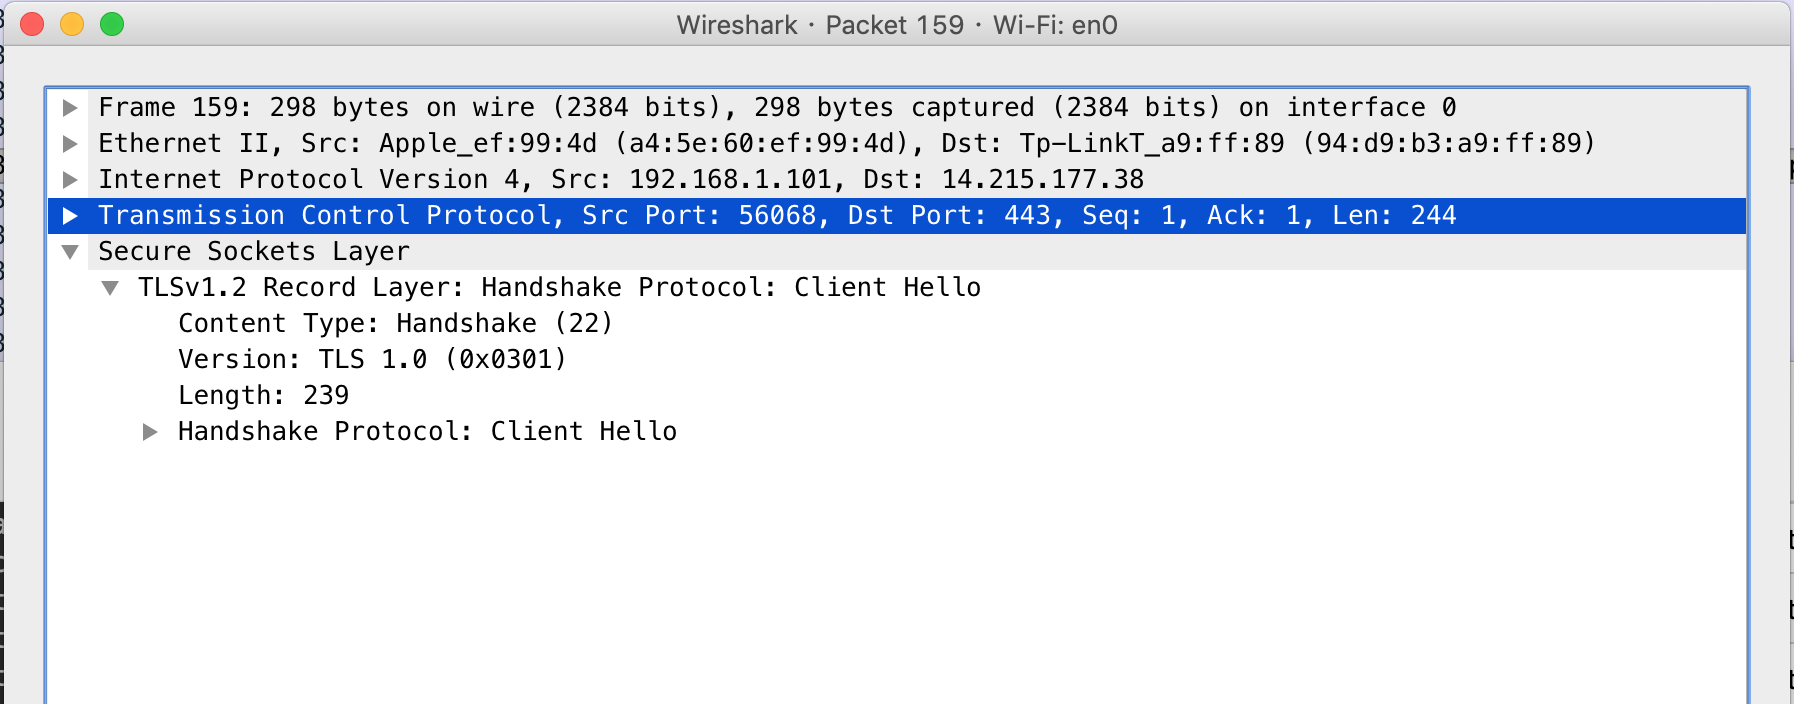 Wireshark · Packet 159 · Wi-Fi: en0
Frame 159: 298 bytes on wire (2384 bits), 298 bytes captured (2384 bits) on interface 0
Ethernet II, Src: Apple_ef:99:4d (a4:5e:60:ef:99:4d), Dst: Tp-LinkT_a9:ff:89 (94:d9:b3:a9:ff:89)
Internet Protocol Version 4, Src: 192.168.1.101, Dst: 14.215.177.38
Transmission Control Protocol, Src Port: 56068, Dst Port: 443, Seq: 1, Ack: 1, Len: 244
Secure Sockets Layer
TLSv1.2 Record Layer: Handshake Protocol: Client Hello
Content Type: Handshake (22)
Version: TLS 1.0 (0x0301)
Length: 239
Handshake Protocol: Client Hello